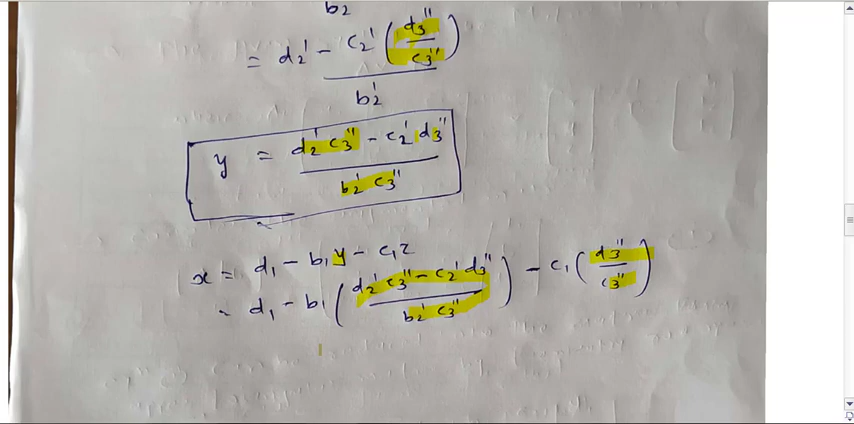 b2
= d2' - c2' (d3''/c3'')
b2'
y = d2' c3'' - c2' d3''
b2' c3''
x = d1 - b1 y - c1 z
= d1 - b1 (d2' c3'' - c2' d3'' / b2' c3'') - c1 (d3''/c3'')